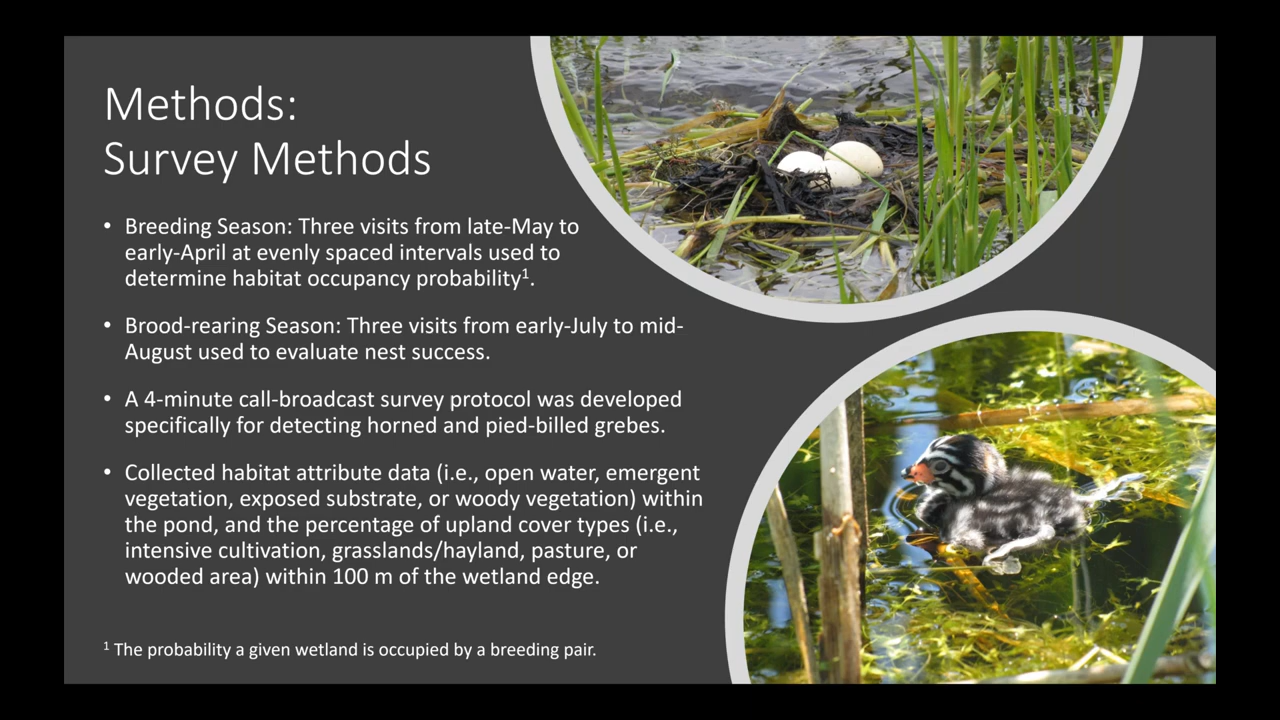 Methods:
Survey Methods
• Breeding Season: Three visits from late-May to
early-April at evenly spaced intervals used to
determine habitat occupancy probability¹.
• Brood-rearing Season: Three visits from early-July to mid-
August used to evaluate nest success.
• A 4-minute call-broadcast survey protocol was developed
specifically for detecting horned and pied-billed grebes.
• Collected habitat attribute data (i.e., open water, emergent
vegetation, exposed substrate, or woody vegetation) within
the pond, and the percentage of upland cover types (i.e.,
intensive cultivation, grasslands/hayland, pasture, or
wooded area) within 100 m of the wetland edge.
¹ The probability a given wetland is occupied by a breeding pair.